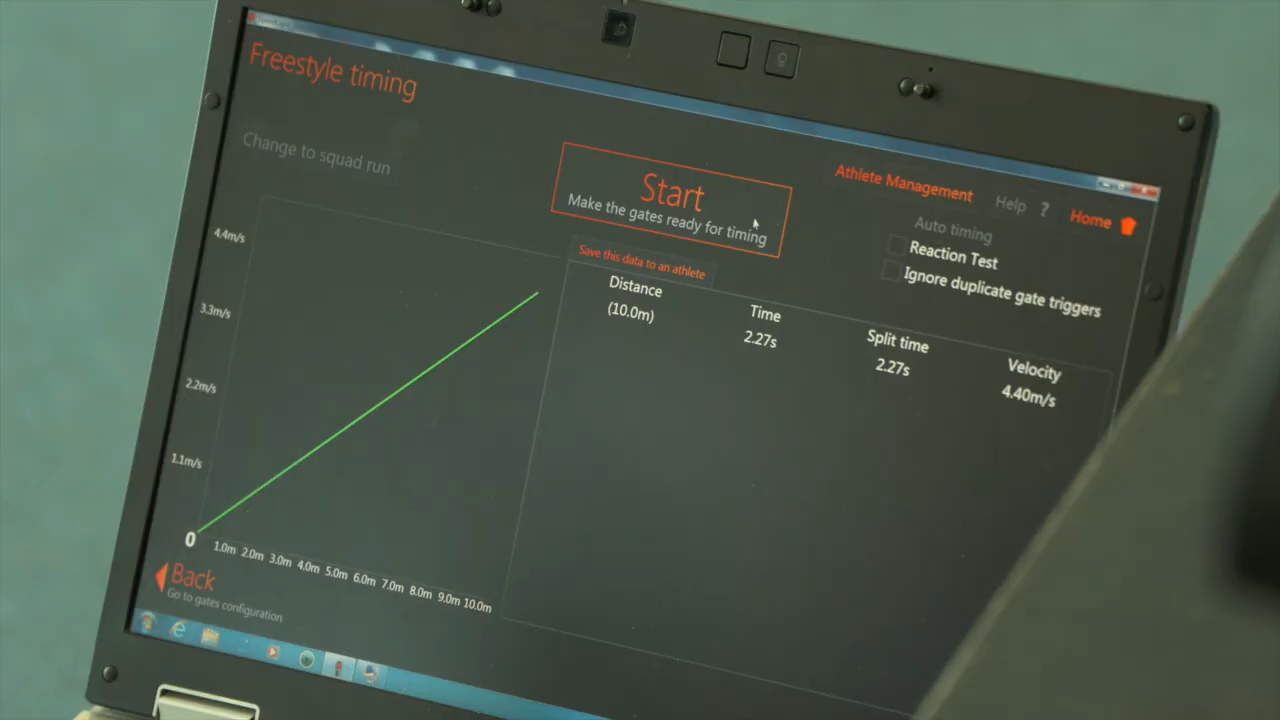 Freestyle timing
Change to squad run
Start
Make the gates ready for timing
Athlete Management
Help ?
Home
Auto timing
Reaction Test
Ignore duplicate gate triggers
Save this data to an athlete
Distance Time Split time Velocity
(10.0m) 2.27s 2.27s 4.40m/s
4.4m/s
3.3m/s
2.2m/s
1.1m/s
0
1.0m 2.0m 3.0m 4.0m 5.0m 6.0m 7.0m 8.0m 9.0m 10.0m
Back
Go to gates configuration